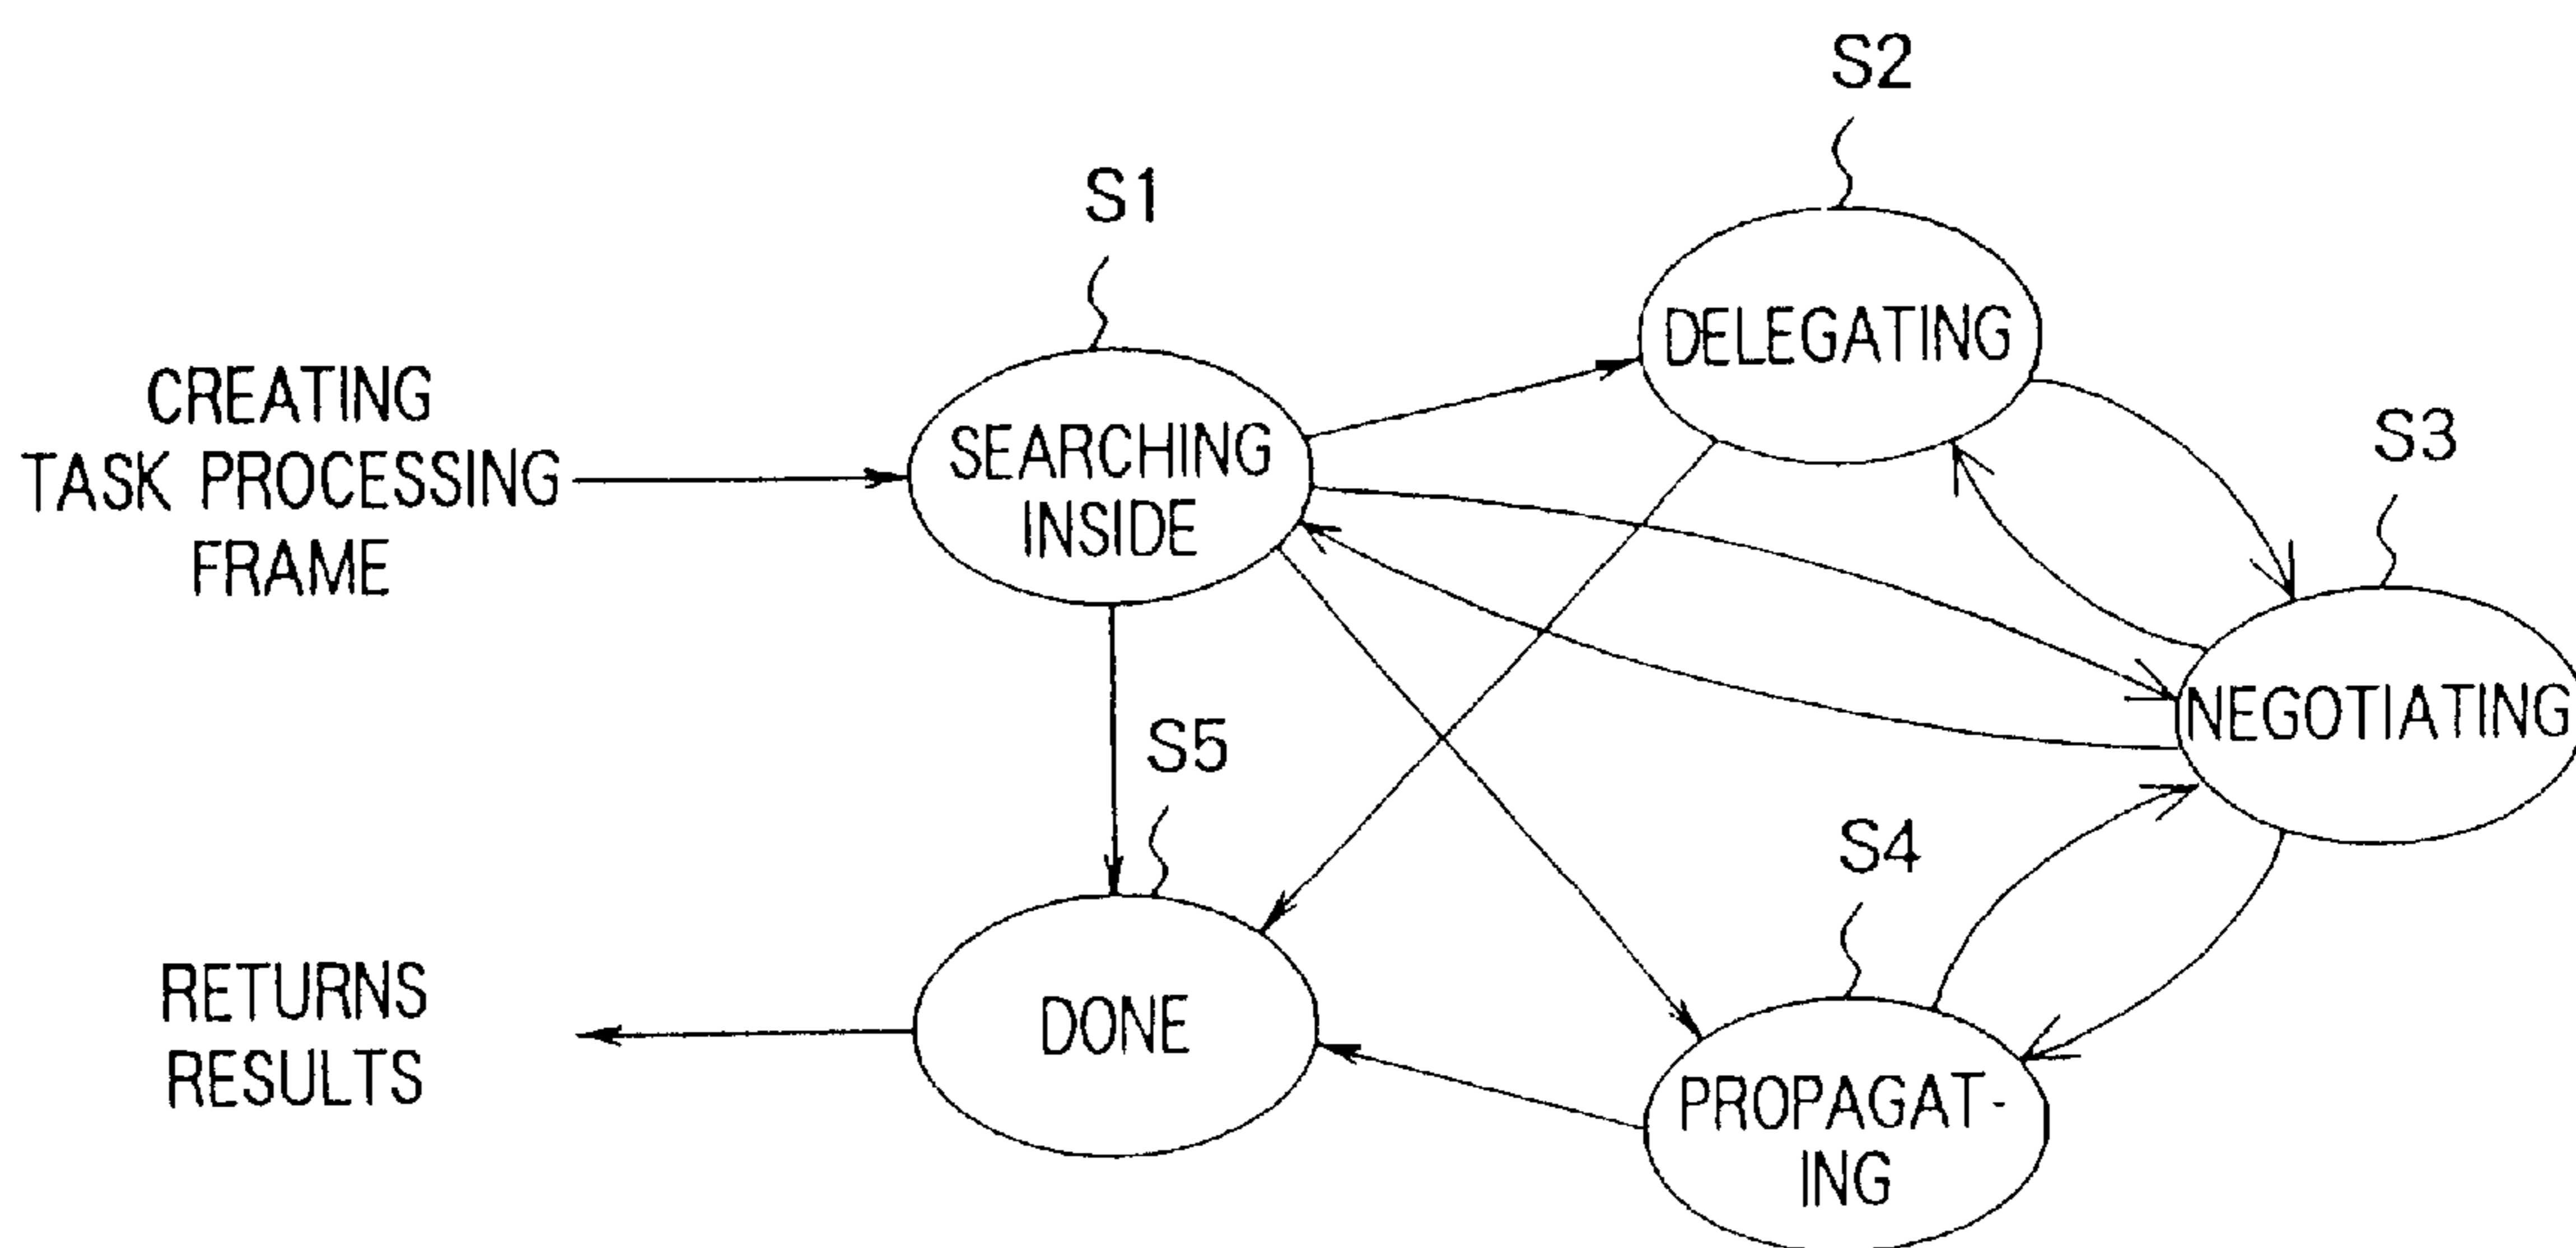 S2
S1
DELEGATING
CREATING
TASK PROCESSING
FRAME
SEARCHING
INSIDE
S3
NEGOTIATING
S5
S4
RETURNS
RESULTS
DONE
PROPAGAT-
ING